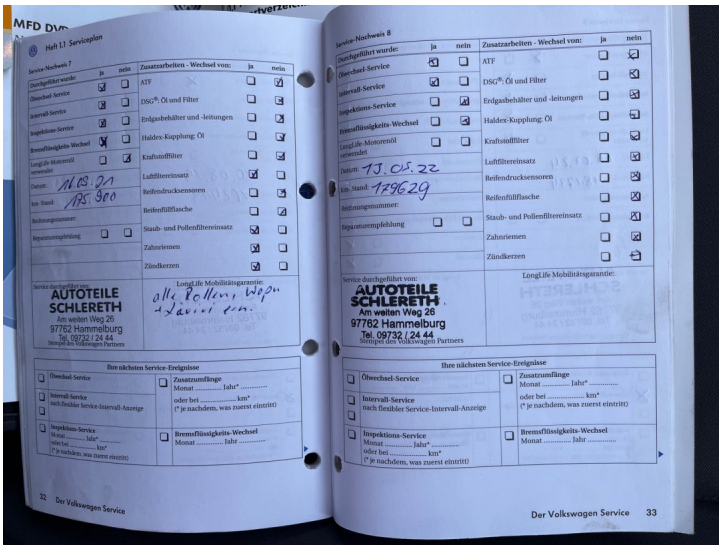 MFD DVD
Heft 1.1 Serviceplan
Service-Nachweis 7
Durchgeführt wurde: ja nein
Ölwechsel-Service
Intervall-Service
Inspektions-Service
Bremsflüssigkeits-Wechsel
LongLife-Motorenöl
verwendet
Datum: 16.09.21
km-Stand: 175.900
Rechnungsnummer:
Reparaturempfehlung
Zusatzarbeiten - Wechsel von: ja nein
ATF
DSG®: Öl und Filter
Erdgasbehälter und -leitungen
Haldex-Kupplung: Öl
Kraftstofffilter
Luftfiltereinsatz
Reifendrucksensoren
Reifenfüllflasche
Staub- und Pollenfiltereinsatz
Zahnriemen
Zündkerzen
Service durchgeführt von:
AUTOTEILE
SCHLERETH
Am weiten Weg 26
97762 Hammelburg
Tel. 09732 / 24 44
Stempel des Volkswagen Partners
LongLife Mobilitätsgarantie:
alle Rollen,
Ihre nächsten Service-Ereignisse
Ölwechsel-Service
Intervall-Service
nach flexibler Service-Intervall-Anzeige
Inspektions-Service
Monat ............ Jahr* ............
oder bei ............ km*
(* je nachdem, was zuerst eintritt)
Zusatzumfänge
Monat ............ Jahr* ............
oder bei ............ km*
(* je nachdem, was zuerst eintritt)
Bremsflüssigkeits-Wechsel
Monat ............ Jahr ............
32 Der Volkswagen Service
Service-Nachweis 8
Durchgeführt wurde: ja nein
Ölwechsel-Service
Intervall-Service
Inspektions-Service
Bremsflüssigkeits-Wechsel
LongLife-Motorenöl
verwendet
Datum: 13.05.22
km-Stand: 179629
Rechnungsnummer:
Reparaturempfehlung
Zusatzarbeiten - Wechsel von: ja nein
ATF
DSG®: Öl und Filter
Erdgasbehälter und -leitungen
Haldex-Kupplung: Öl
Kraftstofffilter
Luftfiltereinsatz
Reifendrucksensoren
Reifenfüllflasche
Staub- und Pollenfiltereinsatz
Zahnriemen
Zündkerzen
Service durchgeführt von:
AUTOTEILE
SCHLERETH
Am weiten Weg 26
97762 Hammelburg
Tel. 09732 / 24 44
Stempel des Volkswagen Partners
LongLife Mobilitätsgarantie:
Ihre nächsten Service-Ereignisse
Ölwechsel-Service
Intervall-Service
nach flexibler Service-Intervall-Anzeige
Inspektions-Service
Monat ............ Jahr* ............
oder bei ............ km*
(* je nachdem, was zuerst eintritt)
Zusatzumfänge
Monat ............ Jahr* ............
oder bei ............ km*
(* je nachdem, was zuerst eintritt)
Bremsflüssigkeits-Wechsel
Monat ............ Jahr ............
Der Volkswagen Service 33